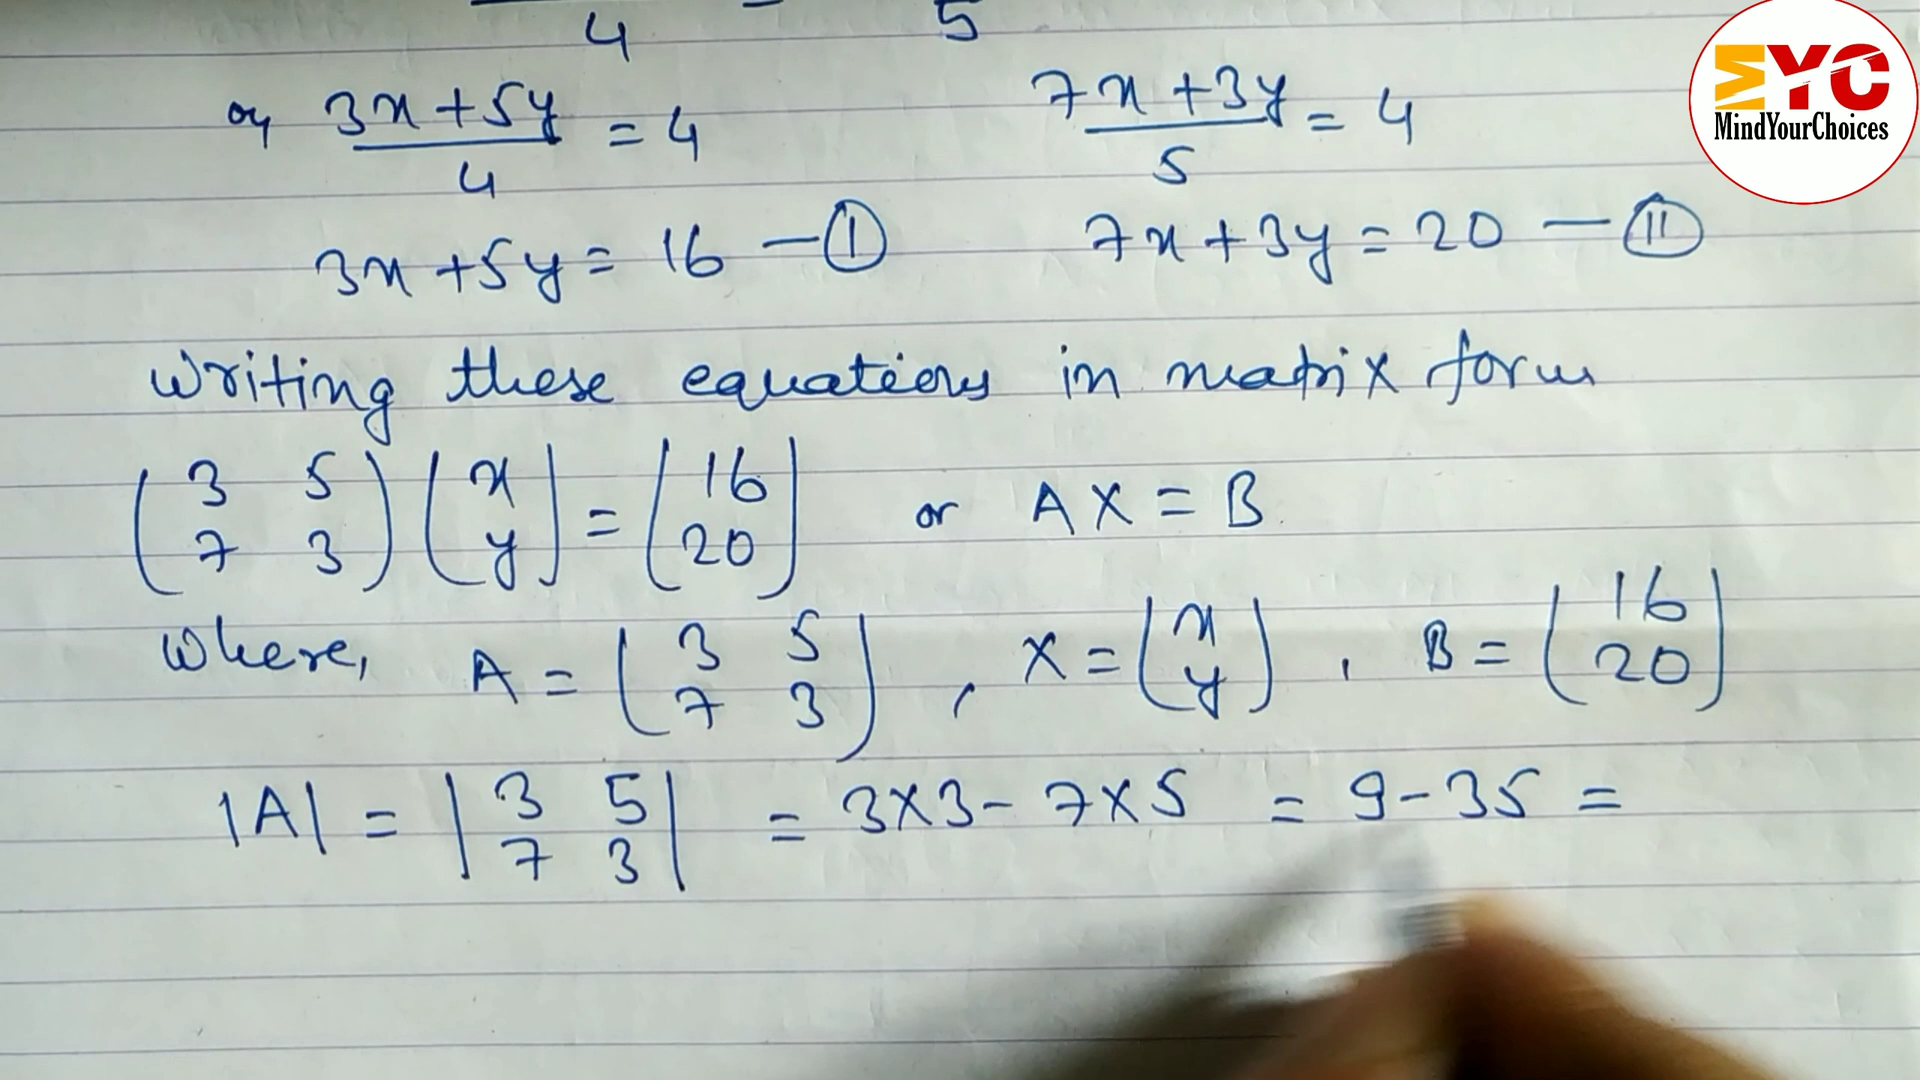 4 = 5
or 3x+5y/4 = 4 7x+3y/5 = 4
3x+5y = 16 — (I) 7x+3y = 20 — (II)
Writing these equations in matrix form
(3 5) (x) = (16) or AX = B
(7 3) (y) (20)
Where, A = (3 5; 7 3), X = (x; y), B = (16; 20)
|A| = |3 5; 7 3| = 3×3 - 7×5 = 9-35 =
MYC
MindYourChoices